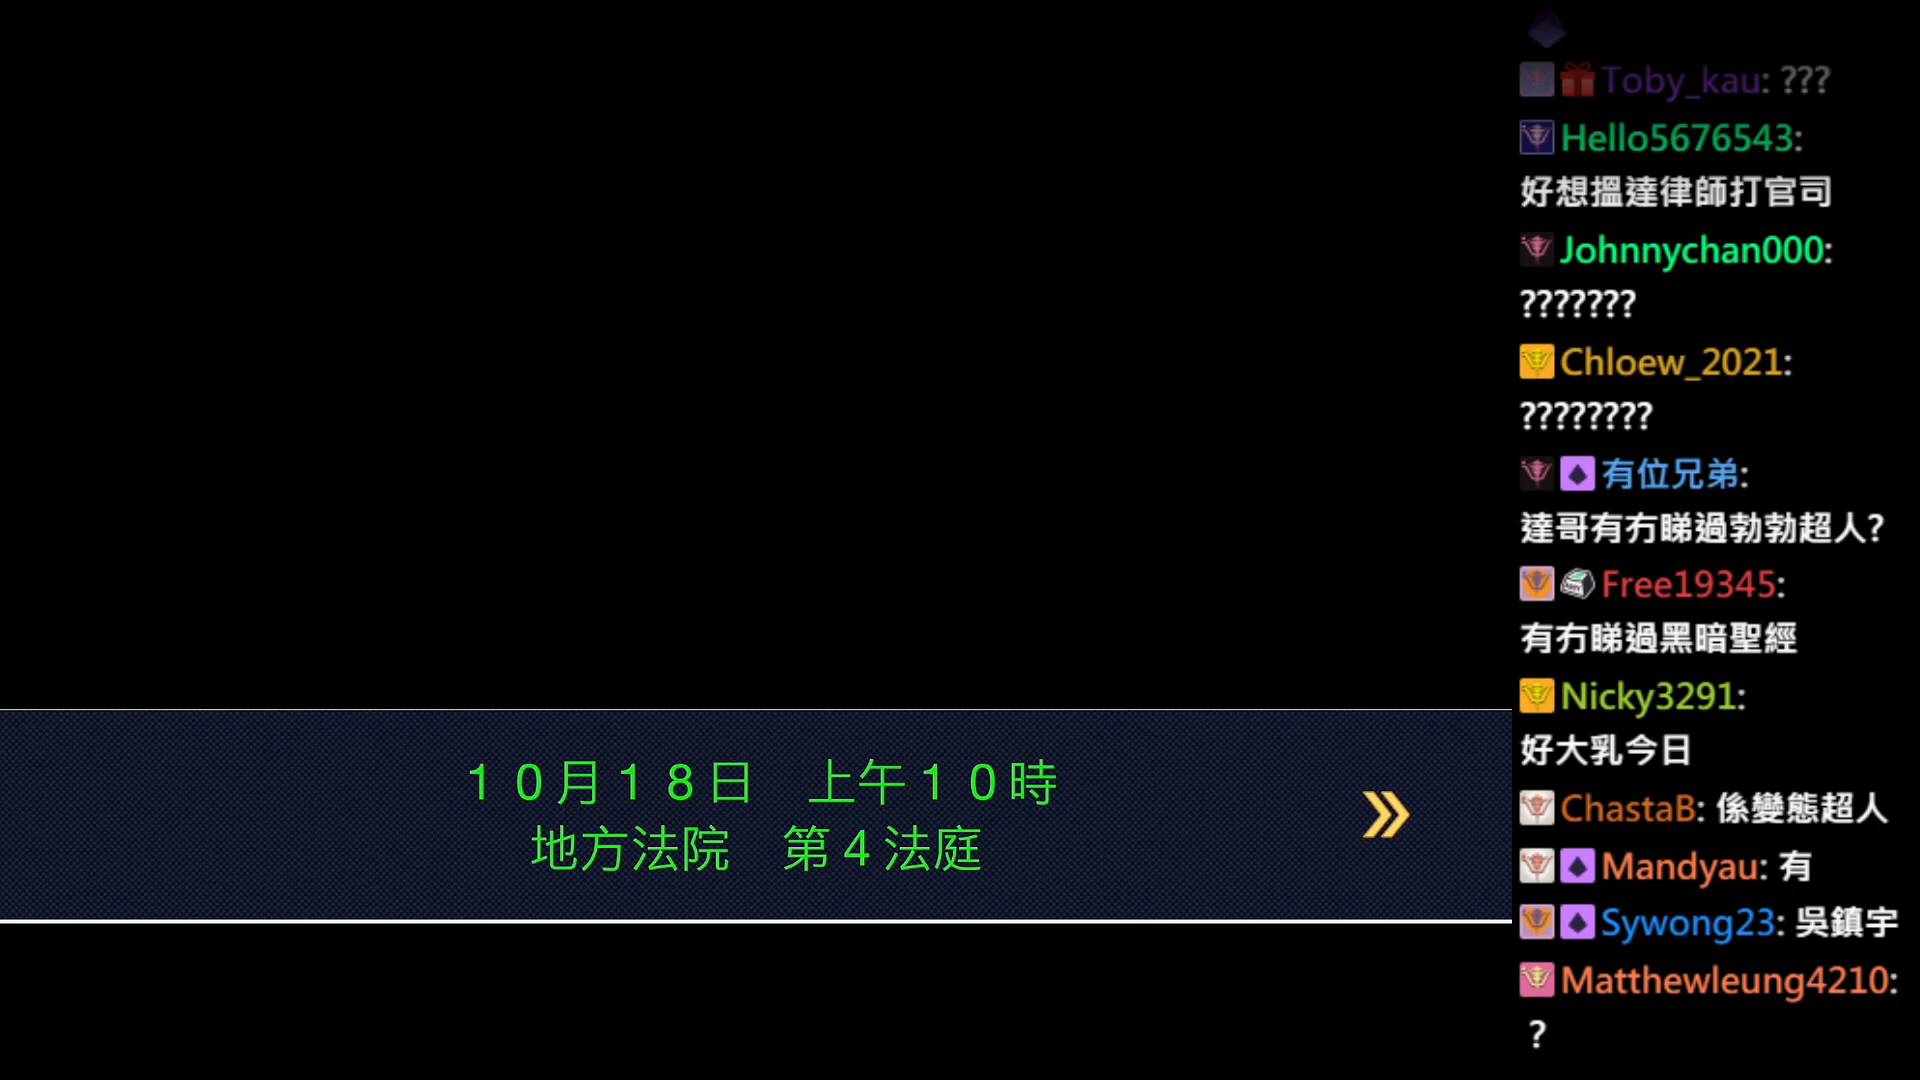 １０月１８日　上午１０時
地方法院　第４法庭
Toby_kau: ???
Hello5676543:
好想搵達律師打官司
Johnnychan000:
???????
Chloew_2021:
????????
有位兄弟:
達哥有冇睇過勃勃超人?
Free19345:
有冇睇過黑暗聖經
Nicky3291:
好大乳今日
ChastaB: 係變態超人
Mandyau: 有
Sywong23: 吳鎮宇
Matthewleung4210:
?